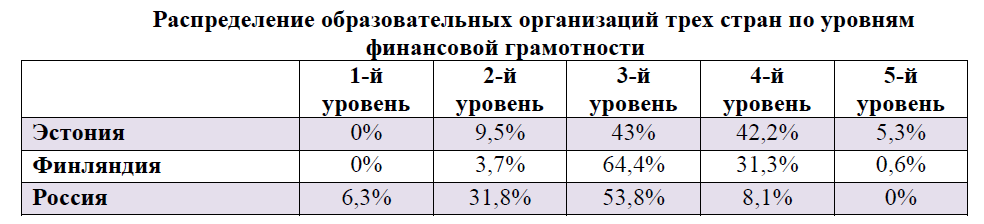 Распределение образовательных организаций трех стран по уровням
финансовой грамотности
1-й уровень 2-й уровень 3-й уровень 4-й уровень 5-й уровень
Эстония 0% 9,5% 43% 42,2% 5,3%
Финляндия 0% 3,7% 64,4% 31,3% 0,6%
Россия 6,3% 31,8% 53,8% 8,1% 0%